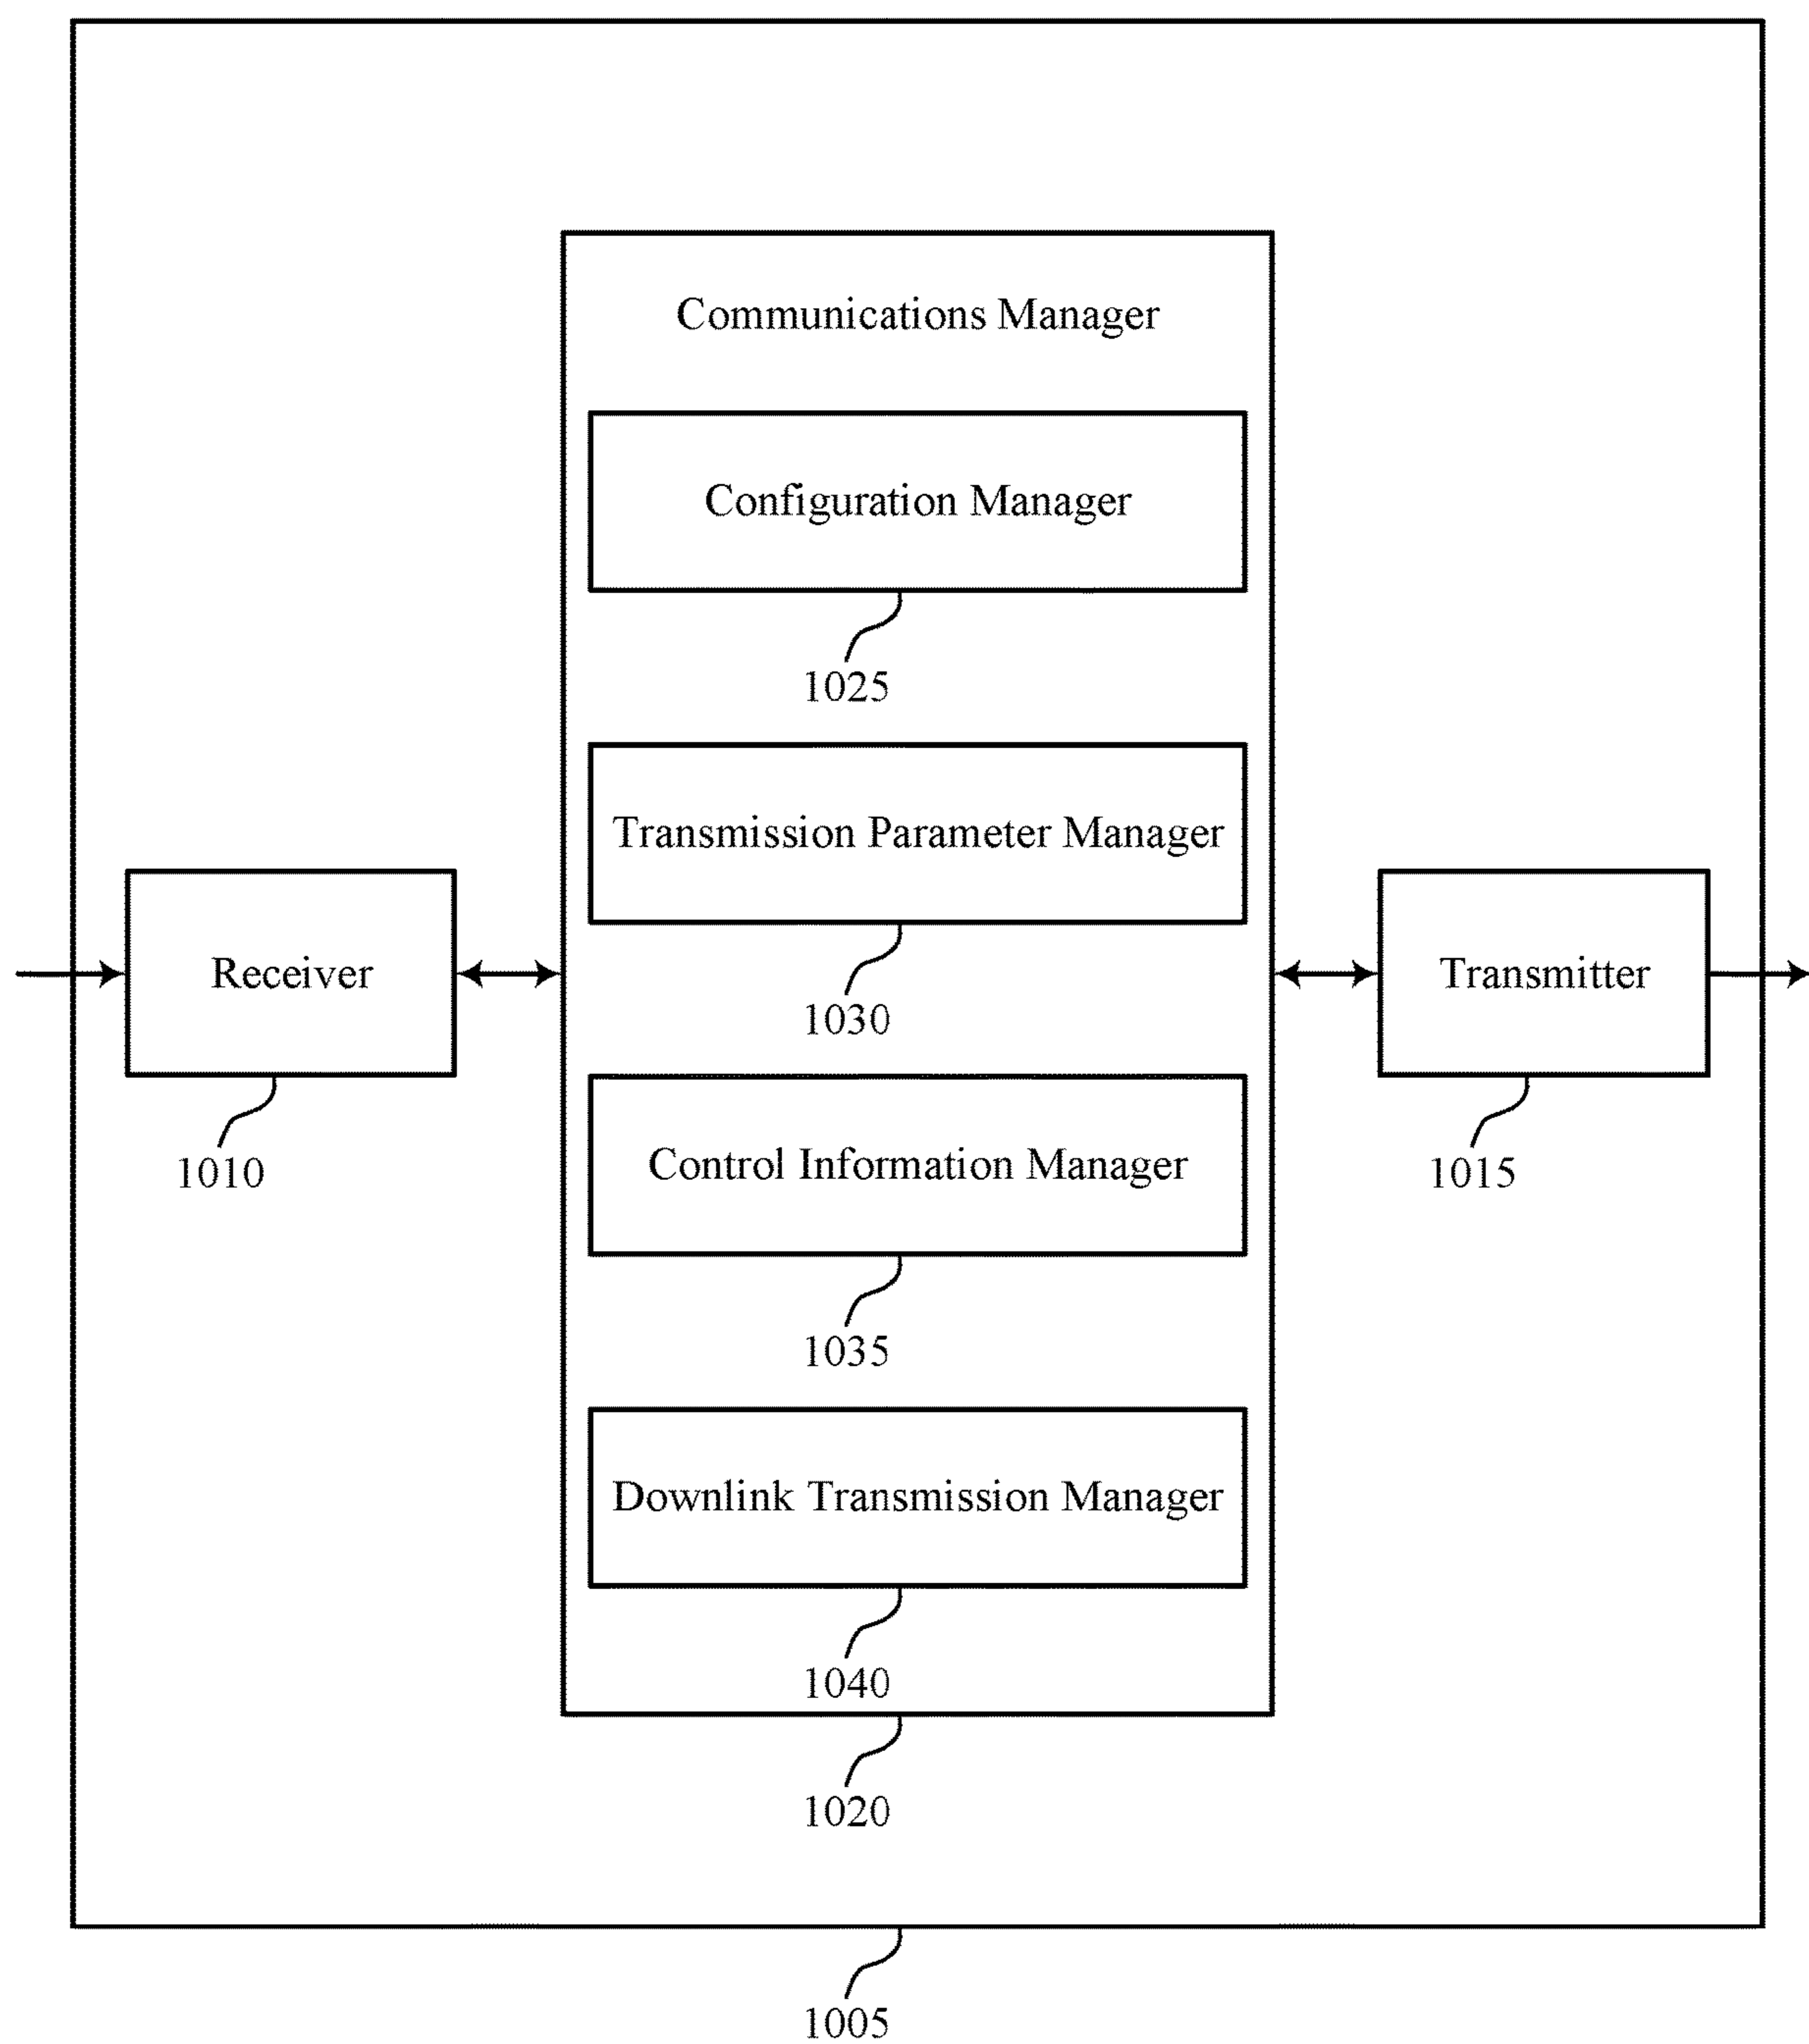 Communications Manager
Configuration Manager
1025
Transmission Parameter Manager
1030
Receiver
1010
Transmitter
1015
Control Information Manager
1035
Downlink Transmission Manager
1040
1020
1005